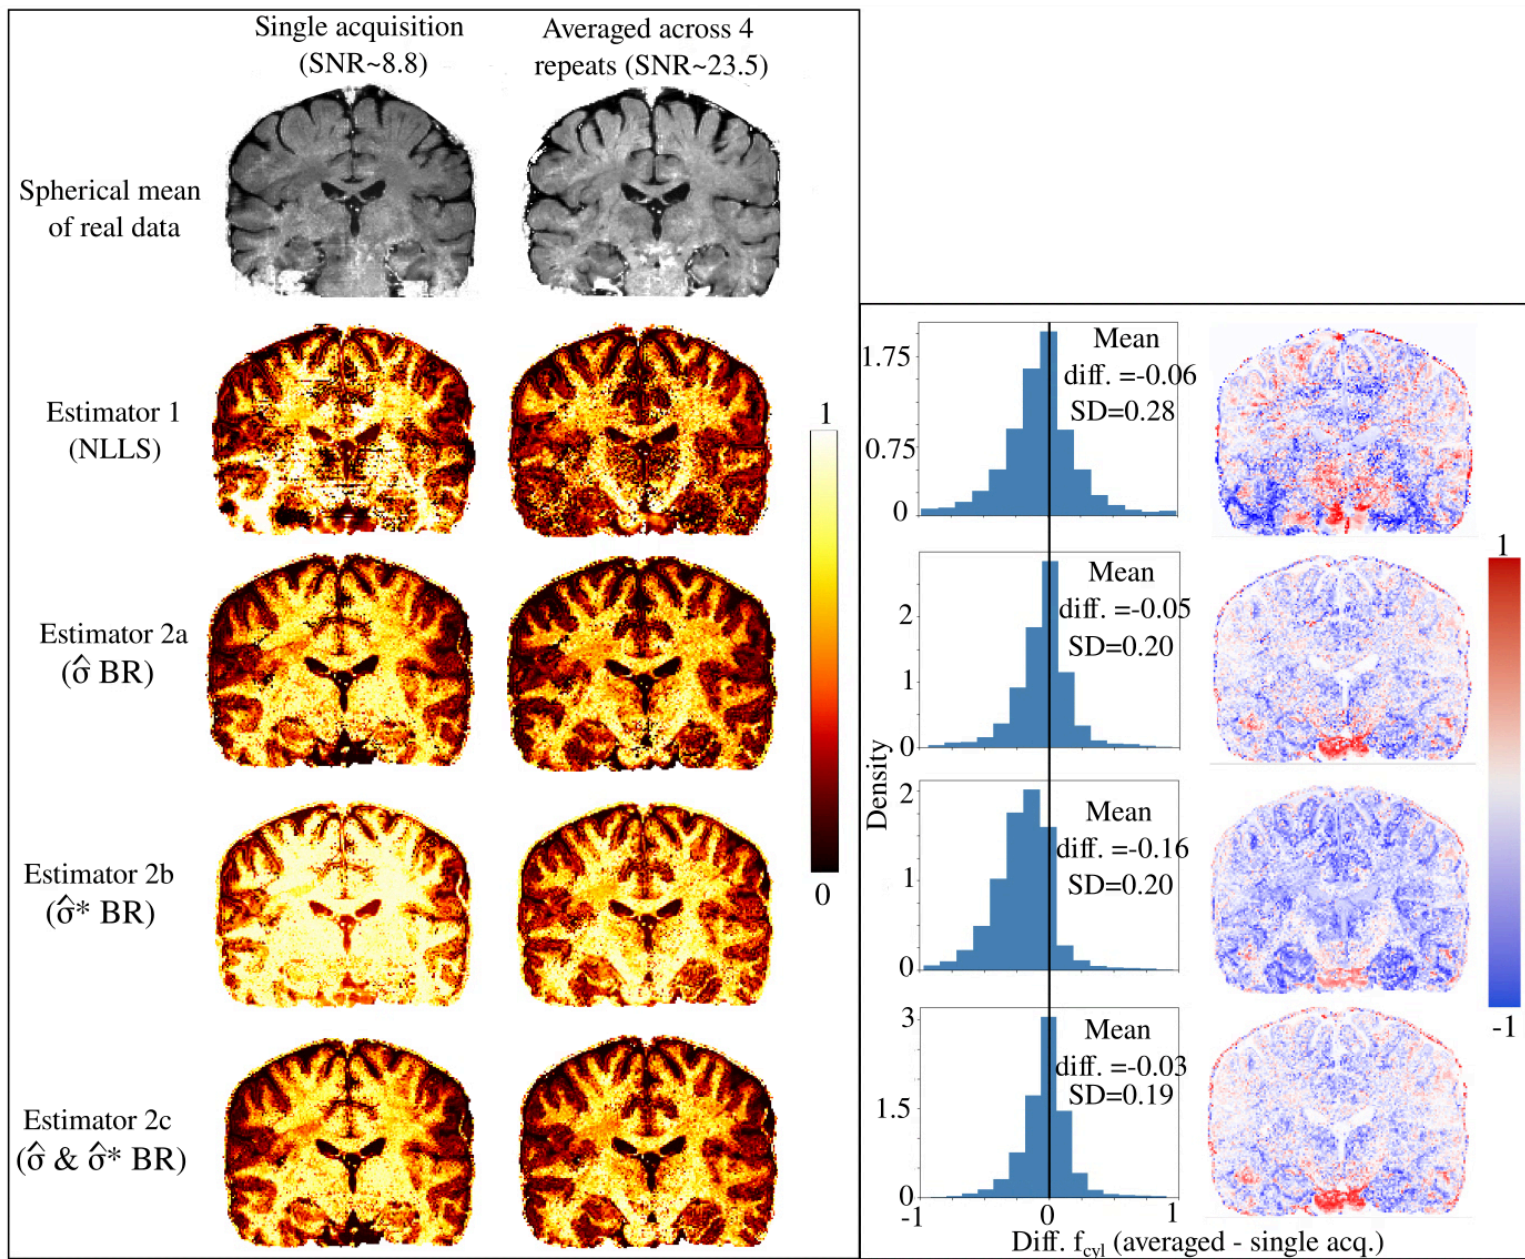 Single acquisition
(SNR~8.8)
Averaged across 4
repeats (SNR~23.5)
Spherical mean
of real data
Estimator 1
(NLLS)
Estimator 2a
(σ̂ BR)
Estimator 2b
(σ̂* BR)
Estimator 2c
(σ̂ & σ̂* BR)
1
0
1.75
0.75
0
Mean
diff. =-0.06
SD=0.28
2
1
0
Mean
diff. =-0.05
SD=0.20
Density
2
1
0
Mean
diff. =-0.16
SD=0.20
3
1.5
0
Mean
diff. =-0.03
SD=0.19
-1
0
1
Diff. f_cyl (averaged - single acq.)
1
-1